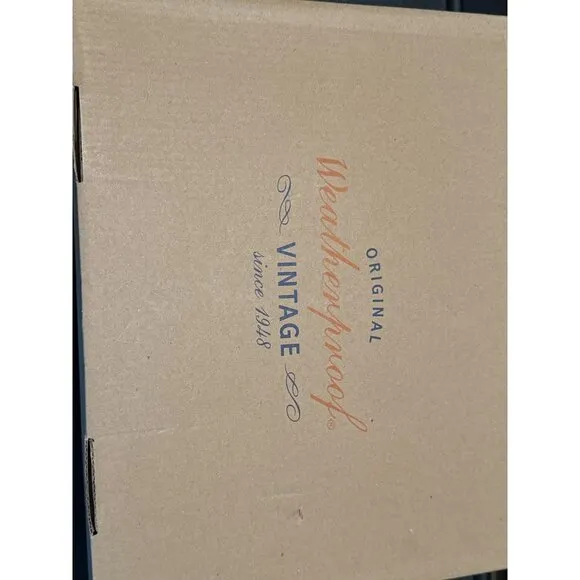 ORIGINAL
Weatherproof®
VINTAGE
since 1948